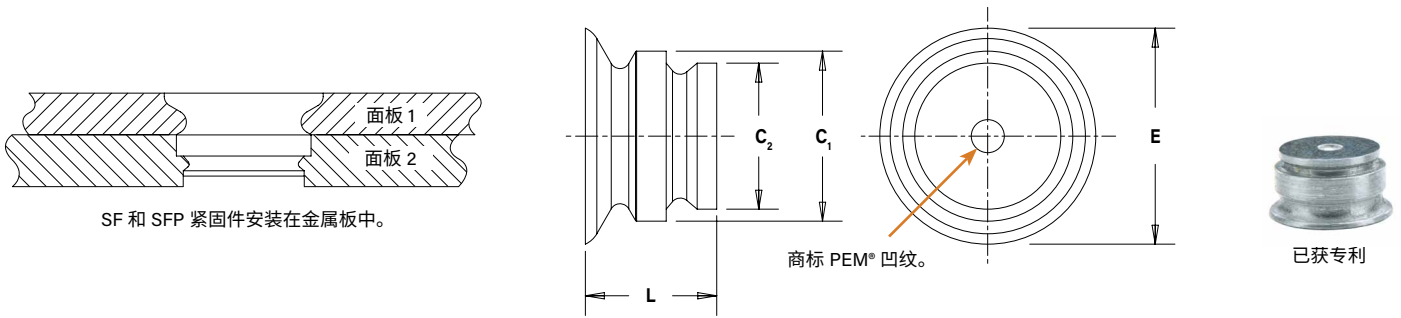 面板 1
面板 2
SF 和 SFP 紧固件安装在金属板中。
C₂
C₁
E
L
商标 PEM® 凹纹。
已获专利